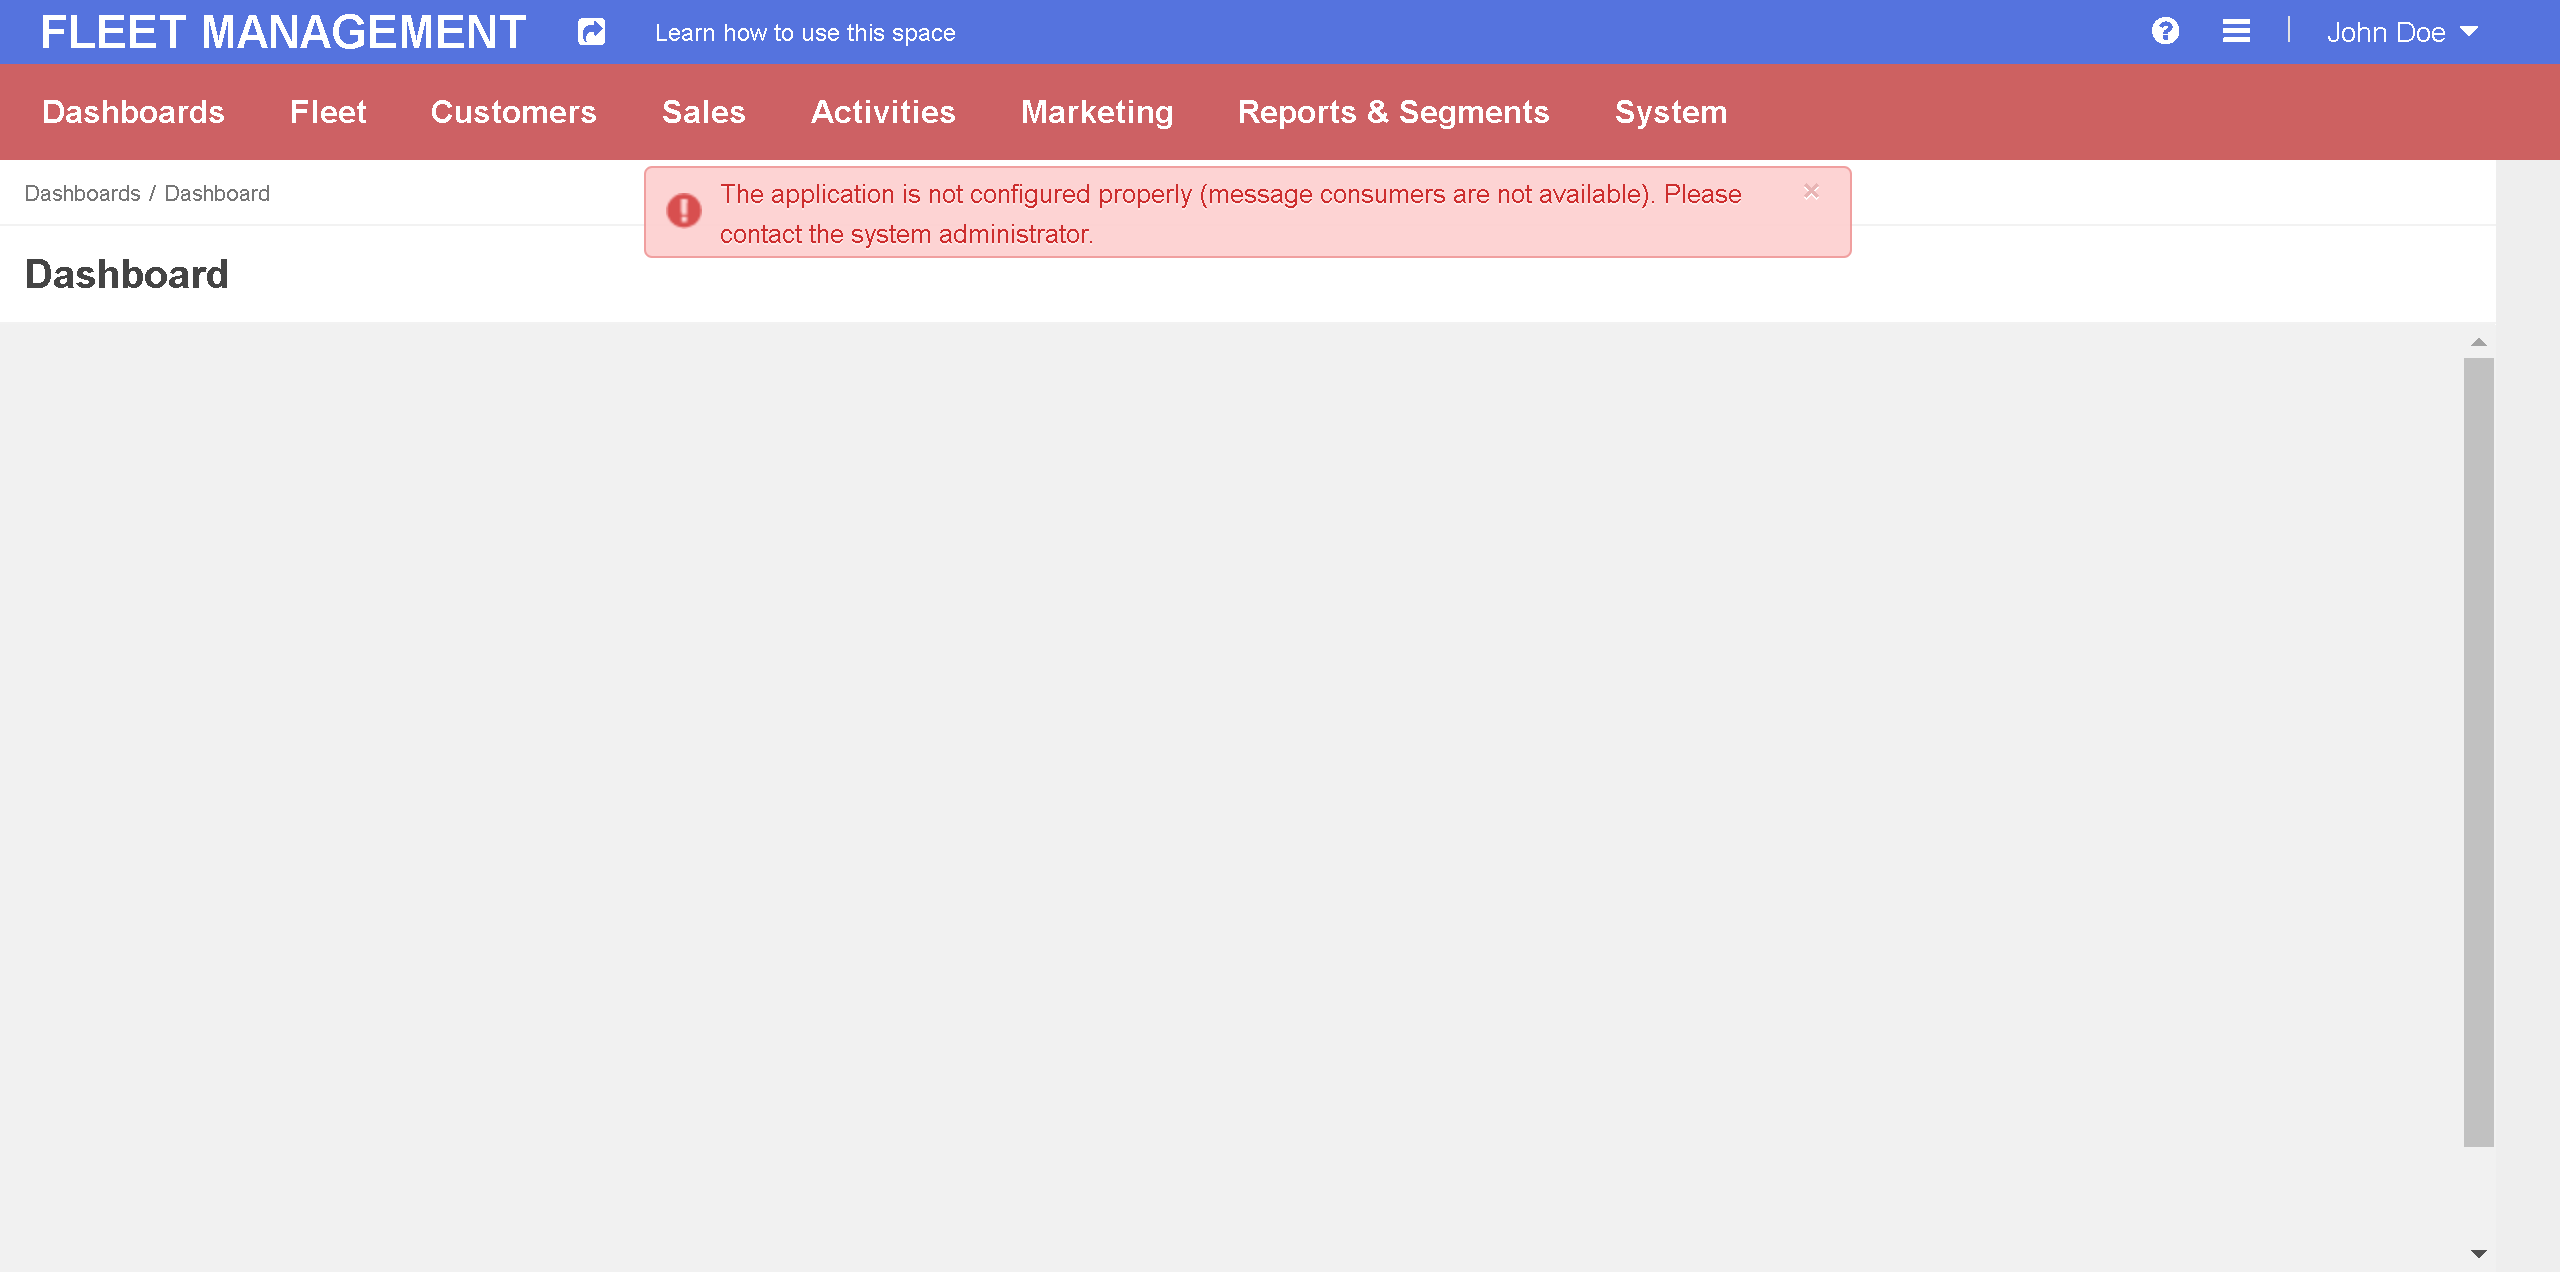 FLEET MANAGEMENT
Learn how to use this space
John Doe
Dashboards Fleet Customers Sales Activities Marketing Reports & Segments System
Dashboards / Dashboard
The application is not configured properly (message consumers are not available). Please
contact the system administrator.
×
Dashboard